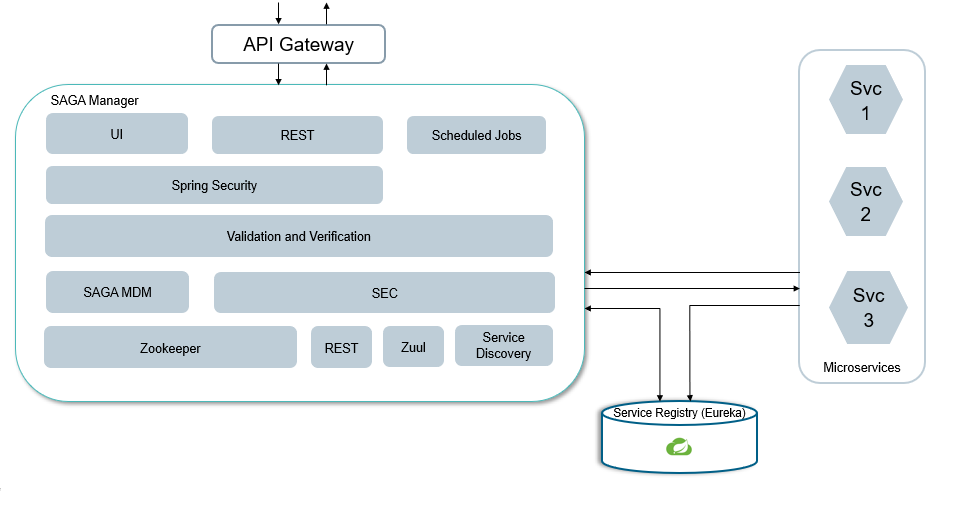 API Gateway
SAGA Manager
UI
REST
Scheduled Jobs
Spring Security
Validation and Verification
SAGA MDM
SEC
Zookeeper
REST
Zuul
Service
Discovery
Svc
1
Svc
2
Svc
3
Microservices
Service Registry (Eureka)